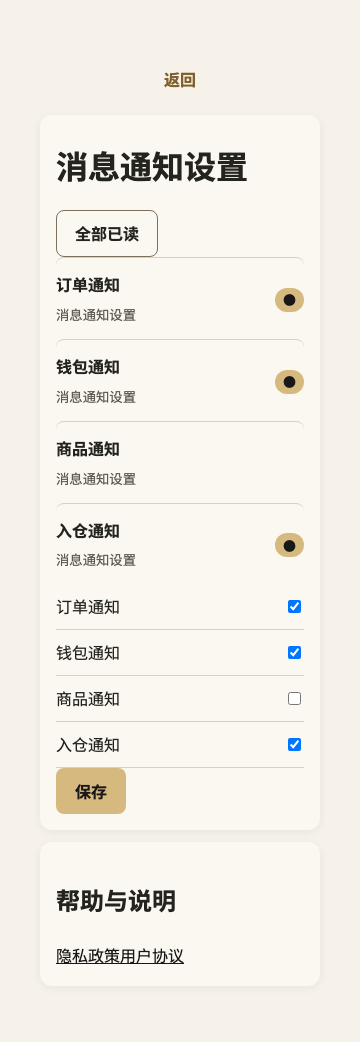 返回
消息通知设置
全部已读
订单通知
消息通知设置
钱包通知
消息通知设置
商品通知
消息通知设置
入仓通知
消息通知设置
订单通知
钱包通知
商品通知
入仓通知
保存
帮助与说明
隐私政策用户协议